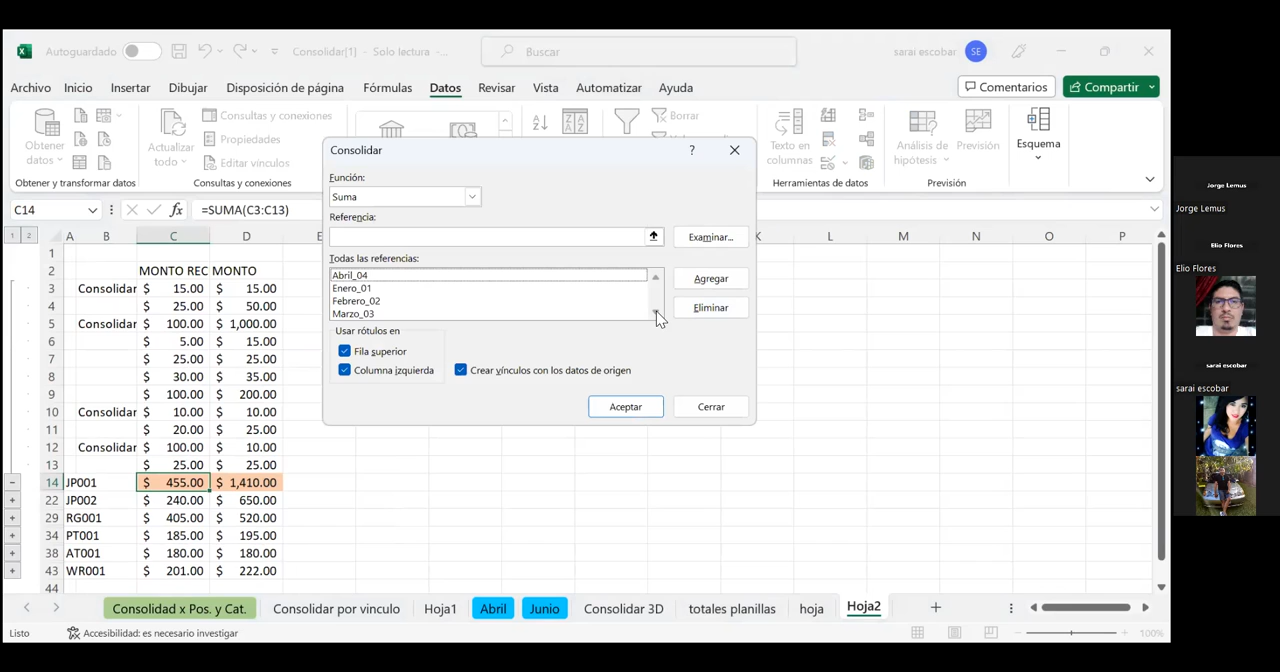 Autoguardado
Consolidar[1] - Solo lectura -...
Buscar
sarai escobar SE
Archivo Inicio Insertar Dibujar Disposición de página Fórmulas Datos Revisar Vista Automatizar Ayuda
Comentarios Compartir
Obtener datos
Obtener y transformar datos
Actualizar todo
Consultas y conexiones
Propiedades
Editar vínculos
Consultas y conexiones
Borrar
Texto en columnas
Herramientas de datos
Análisis de hipótesis
Previsión
Previsión
Esquema
C14 fx =SUMA(C3:C13)
Consolidar
?
Función:
Suma
Referencia:
Examinar...
Todas las referencias:
Abril_04
Enero_01
Febrero_02
Marzo_03
Agregar
Eliminar
Usar rótulos en
Fila superior
Columna izquierda
Crear vínculos con los datos de origen
Aceptar
Cerrar
1 2 A B C D E K L M N O P
1
2 MONTO REC MONTO
3 Consolidar $ 15.00 $ 15.00
4 $ 25.00 $ 50.00
5 Consolidar $ 100.00 $ 1,000.00
6 $ 5.00 $ 15.00
7 $ 25.00 $ 25.00
8 $ 30.00 $ 35.00
9 $ 100.00 $ 200.00
10 Consolidar $ 10.00 $ 10.00
11 $ 20.00 $ 25.00
12 Consolidar $ 100.00 $ 10.00
13 $ 25.00 $ 25.00
14 JP001 $ 455.00 $ 1,410.00
22 JP002 $ 240.00 $ 650.00
29 RG001 $ 405.00 $ 520.00
34 PT001 $ 185.00 $ 195.00
38 AT001 $ 180.00 $ 180.00
43 WR001 $ 201.00 $ 222.00
44
Consolidad x Pos. y Cat. Consolidar por vinculo Hoja1 Abril Junio Consolidar 3D totales planillas hoja Hoja2
Listo Accesibilidad: es necesario investigar 100%
Jorge Lemus
Jorge Lemus
Elio Flores
Elio Flores
sarai escobar
sarai escobar